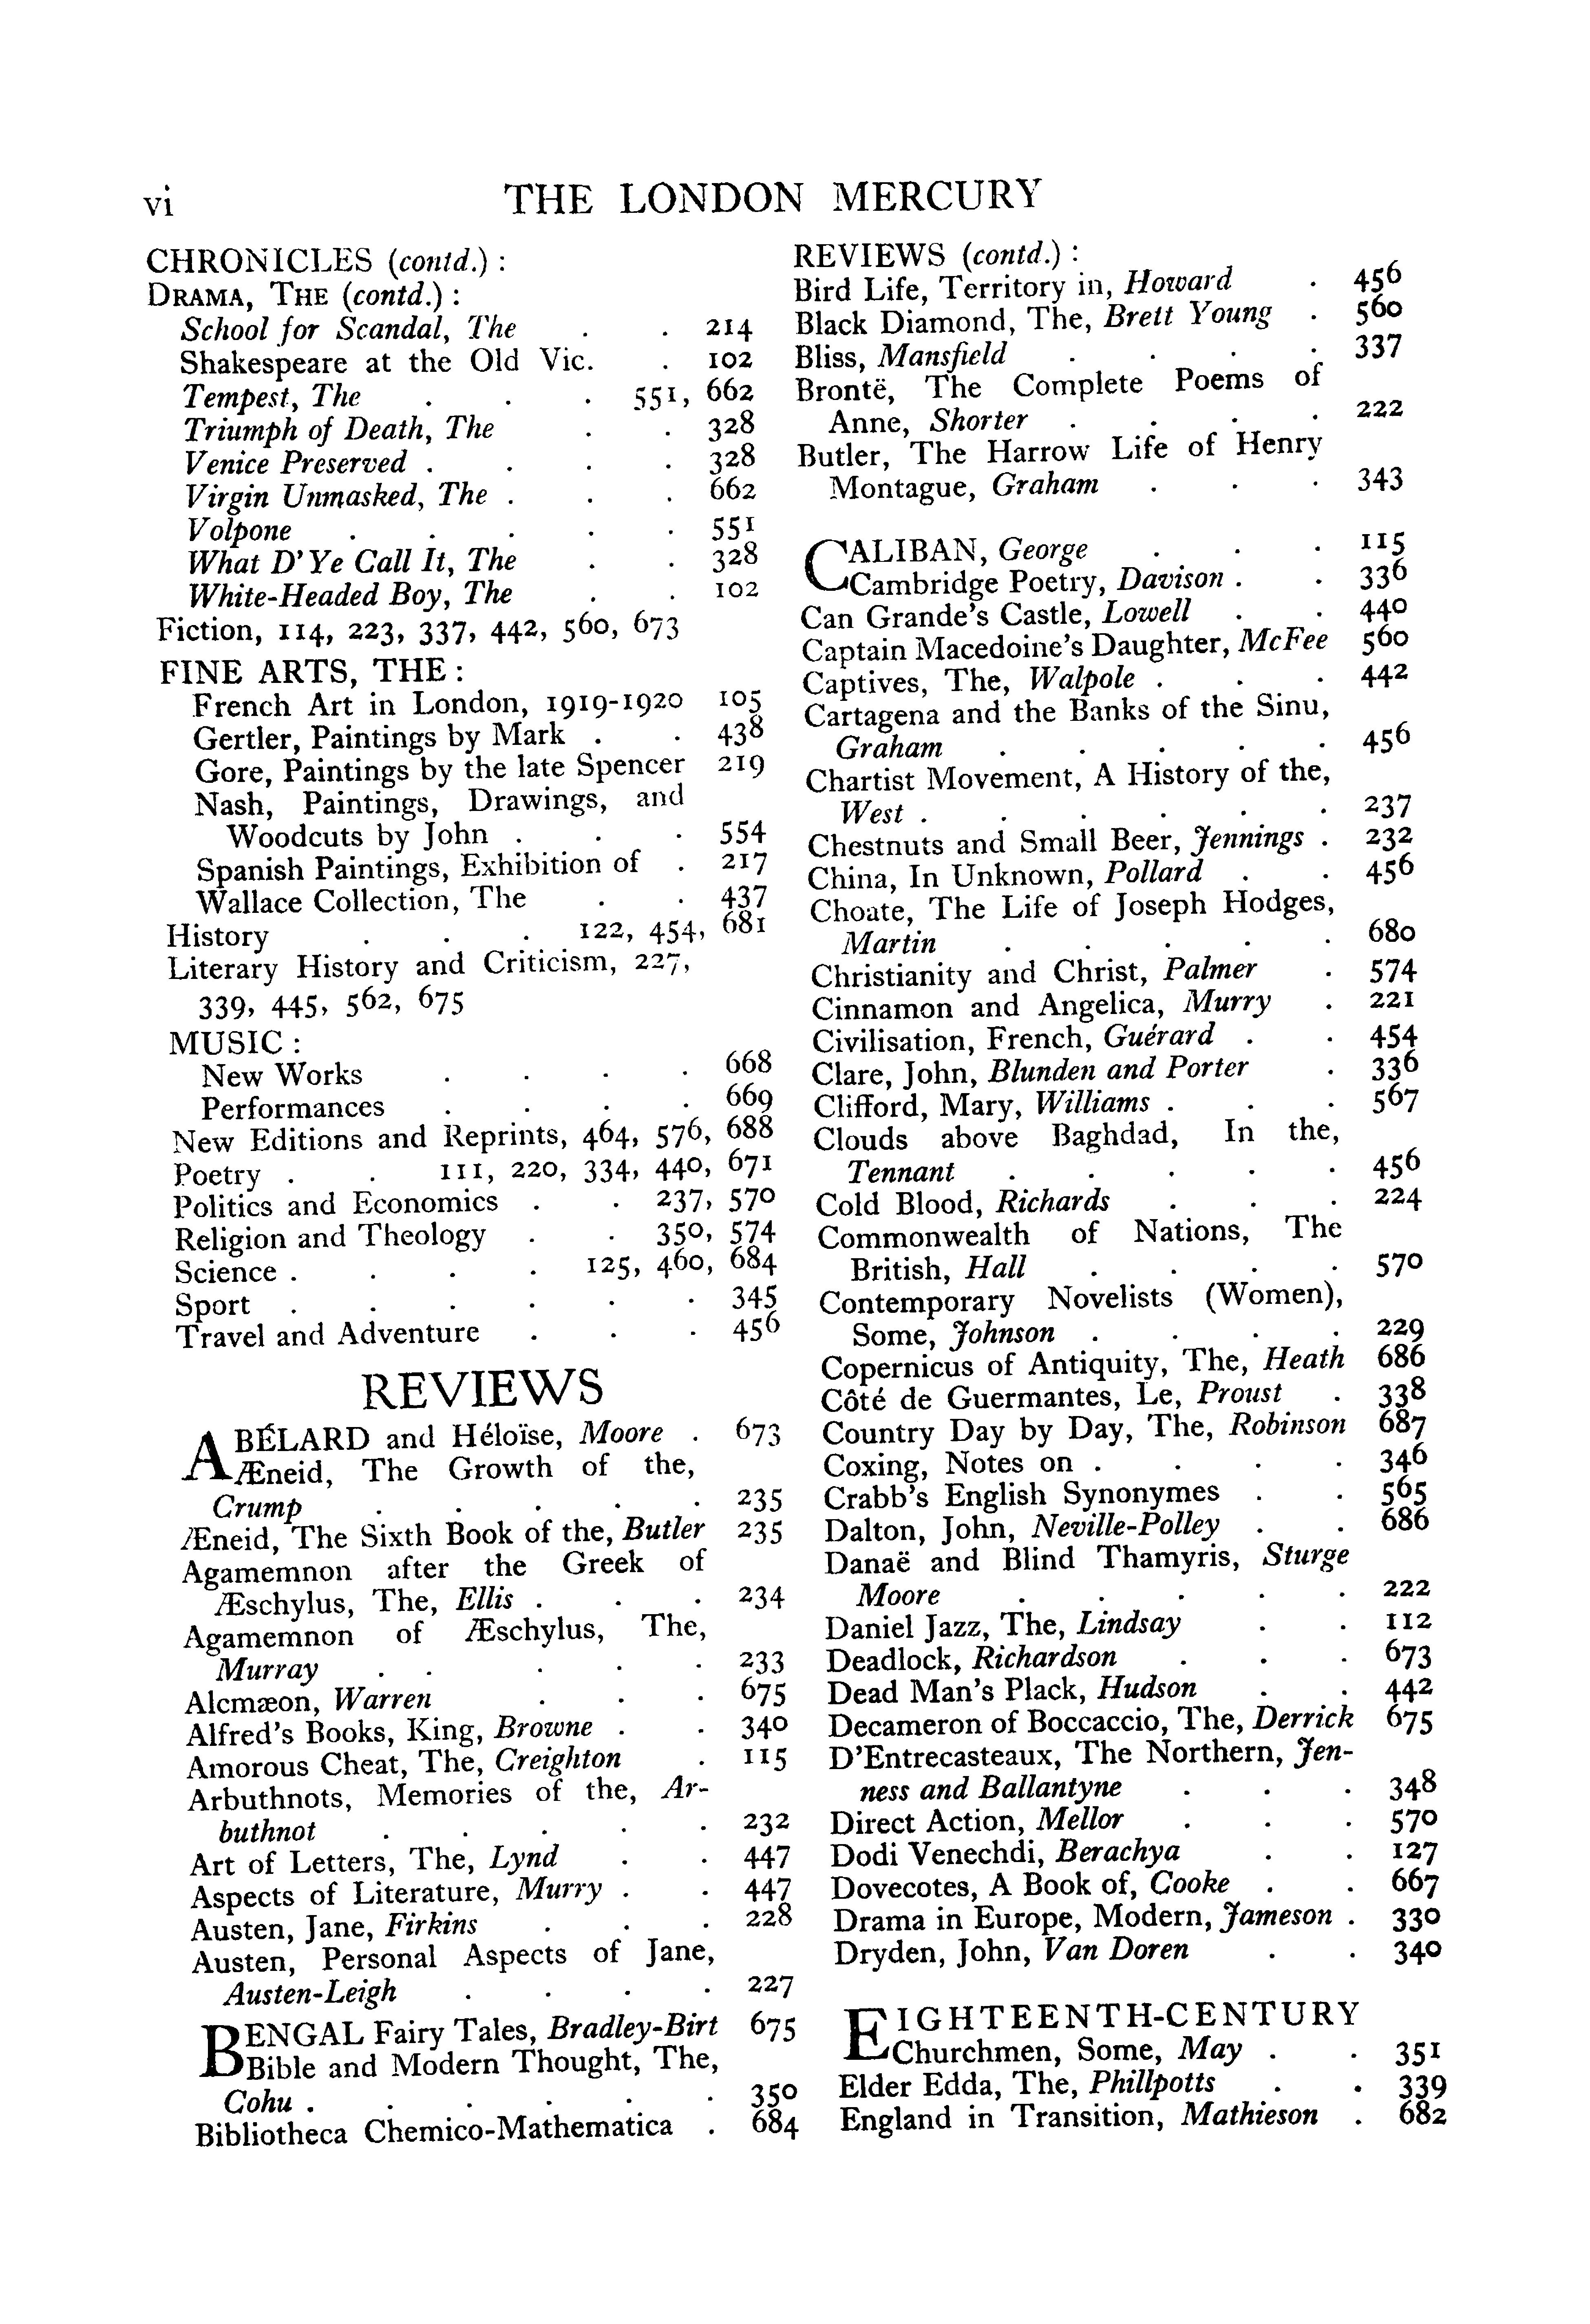 vi
THE LONDON MERCURY
CHRONICLES (contd.) :
DRAMA, THE (contd.) :
School for Scandal, The . . 214
Shakespeare at the Old Vic. . 102
Tempest, The . . . 551, 662
Triumph of Death, The . . 328
Venice Preserved . . . . 328
Virgin Unmasked, The . . . 662
Volpone . . . . . 551
What D'Ye Call It, The . . 328
White-Headed Boy, The . . 102
Fiction, 114, 223, 337, 442, 560, 673
FINE ARTS, THE :
French Art in London, 1919-1920 105
Gertler, Paintings by Mark . . 438
Gore, Paintings by the late Spencer 219
Nash, Paintings, Drawings, and
Woodcuts by John . . . 554
Spanish Paintings, Exhibition of . 217
Wallace Collection, The . . 437
History . . . 122, 454, 681
Literary History and Criticism, 227,
339, 445, 562, 675
MUSIC :
New Works . . . . 668
Performances . . . . 669
New Editions and Reprints, 464, 576, 688
Poetry . . 111, 220, 334, 440, 671
Politics and Economics . . 237, 570
Religion and Theology . . 350, 574
Science . . . . 125, 460, 684
Sport . . . . . . 345
Travel and Adventure . . . 456
REVIEWS
ABÉLARD and Héloïse, Moore . 673
Æneid, The Growth of the,
Crump . . . . . 235
Æneid, The Sixth Book of the, Butler 235
Agamemnon after the Greek of
Æschylus, The, Ellis . . . 234
Agamemnon of Æschylus, The,
Murray . . . . . 233
Alcmæon, Warren . . . 675
Alfred's Books, King, Browne . . 340
Amorous Cheat, The, Creighton . 115
Arbuthnots, Memories of the, Ar-
buthnot . . . . . 232
Art of Letters, The, Lynd . . 447
Aspects of Literature, Murry . . 447
Austen, Jane, Firkins . . . 228
Austen, Personal Aspects of Jane,
Austen-Leigh . . . . 227
BENGAL Fairy Tales, Bradley-Birt 675
Bible and Modern Thought, The,
Cohu . . . . . . 350
Bibliotheca Chemico-Mathematica . 684
REVIEWS (contd.) :
Bird Life, Territory in, Howard . 456
Black Diamond, The, Brett Young . 560
Bliss, Mansfield . . . . 337
Brontë, The Complete Poems of
Anne, Shorter . . . . 222
Butler, The Harrow Life of Henry
Montague, Graham . . . 343
CALIBAN, George . . . 115
Cambridge Poetry, Davison . . 336
Can Grande's Castle, Lowell . . 440
Captain Macedoine's Daughter, McFee 560
Captives, The, Walpole . . . 442
Cartagena and the Banks of the Sinu,
Graham . . . . . 456
Chartist Movement, A History of the,
West . . . . . . 237
Chestnuts and Small Beer, Jennings . 232
China, In Unknown, Pollard . . 456
Choate, The Life of Joseph Hodges,
Martin . . . . . 680
Christianity and Christ, Palmer . 574
Cinnamon and Angelica, Murry . 221
Civilisation, French, Guérard . . 454
Clare, John, Blunden and Porter . 336
Clifford, Mary, Williams . . . 567
Clouds above Baghdad, In the,
Tennant . . . . . 456
Cold Blood, Richards . . . 224
Commonwealth of Nations, The
British, Hall . . . . 570
Contemporary Novelists (Women),
Some, Johnson . . . . 229
Copernicus of Antiquity, The, Heath 686
Côté de Guermantes, Le, Proust . 338
Country Day by Day, The, Robinson 687
Coxing, Notes on . . . . 346
Crabb's English Synonymes . . 565
Dalton, John, Neville-Polley . . 686
Danaë and Blind Thamyris, Sturge
Moore . . . . . 222
Daniel Jazz, The, Lindsay . . 112
Deadlock, Richardson . . . 673
Dead Man's Plack, Hudson . . 442
Decameron of Boccaccio, The, Derrick 675
D'Entrecasteaux, The Northern, Jen-
ness and Ballantyne . . . 348
Direct Action, Mellor . . . 570
Dodi Venechdi, Berachya . . 127
Dovecotes, A Book of, Cooke . . 667
Drama in Europe, Modern, Jameson . 330
Dryden, John, Van Doren . . 340
EIGHTEENTH-CENTURY
Churchmen, Some, May . . 351
Elder Edda, The, Phillpotts . . 339
England in Transition, Mathieson . 682